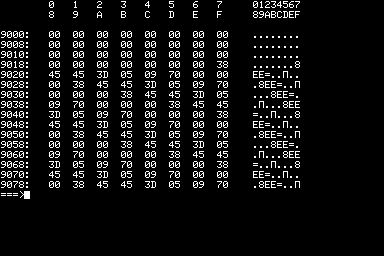 0 1 2 3 4 5 6 7 01234567
8 9 A B C D E F 89ABCDEF
9000: 00 00 00 00 00 00 00 00 ........
9008: 00 00 00 00 00 00 00 00 ........
9010: 00 00 00 00 00 00 00 00 ........
9018: 00 00 00 00 00 00 00 38 .......8
9020: 45 45 3D 05 09 70 00 00 EE=..П..
9028: 00 38 45 45 3D 05 09 70 .8EE=..П
9030: 00 00 00 38 45 45 3D 05 ...8EE=.
9038: 09 70 00 00 00 38 45 45 .П...8EE
9040: 3D 05 09 70 00 00 00 38 =..П...8
9048: 45 45 3D 05 09 70 00 00 EE=..П..
9050: 00 38 45 45 3D 05 09 70 .8EE=..П
9058: 00 00 00 38 45 45 3D 05 ...8EE=.
9060: 09 70 00 00 00 38 45 45 .П...8EE
9068: 3D 05 09 70 00 00 00 38 =..П...8
9070: 45 45 3D 05 09 70 00 00 EE=..П..
9078: 00 38 45 45 3D 05 09 70 .8EE=..П
===>